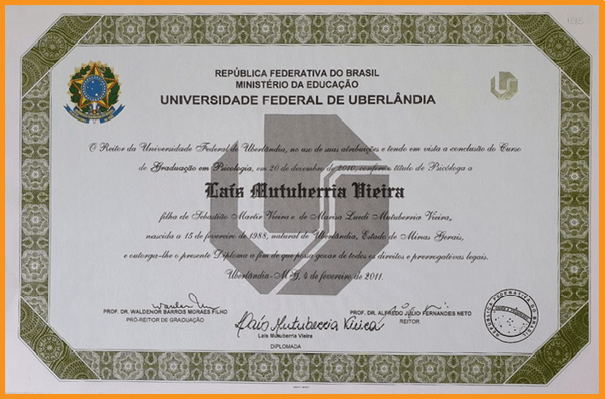 REPÚBLICA FEDERATIVA DO BRASIL
MINISTÉRIO DA EDUCAÇÃO
UNIVERSIDADE FEDERAL DE UBERLÂNDIA
O Reitor da Universidade Federal de Uberlândia, no uso de suas atribuições e tendo em vista a conclusão do Curso
de Graduação em Psicologia, em 20 de dezembro de 2010, confere o título de Psicóloga a
Laís Mutuberria Vieira
filha de Sebastião Martir Vieira e de Marisa Mutuberria Vieira,
nascida a 15 de fevereiro de 1988, natural de Uberlândia, Estado de Minas Gerais,
e outorga-lhe o presente Diploma a fim de que possa gozar de todos os direitos e prerrogativas legais.
Uberlândia-MG, 4 de fevereiro de 2011.
PROF. DR. WALDENOR BARROS MORAES FILHO
PRÓ-REITOR DE GRADUAÇÃO
PROF. DR. ALFREDO JÚLIO FERNANDES NETO
REITOR
Laís Mutuberria Vieira
Laís Mutuberria Vieira
DIPLOMADA
REPÚBLICA FEDERATIVA DO BRASIL